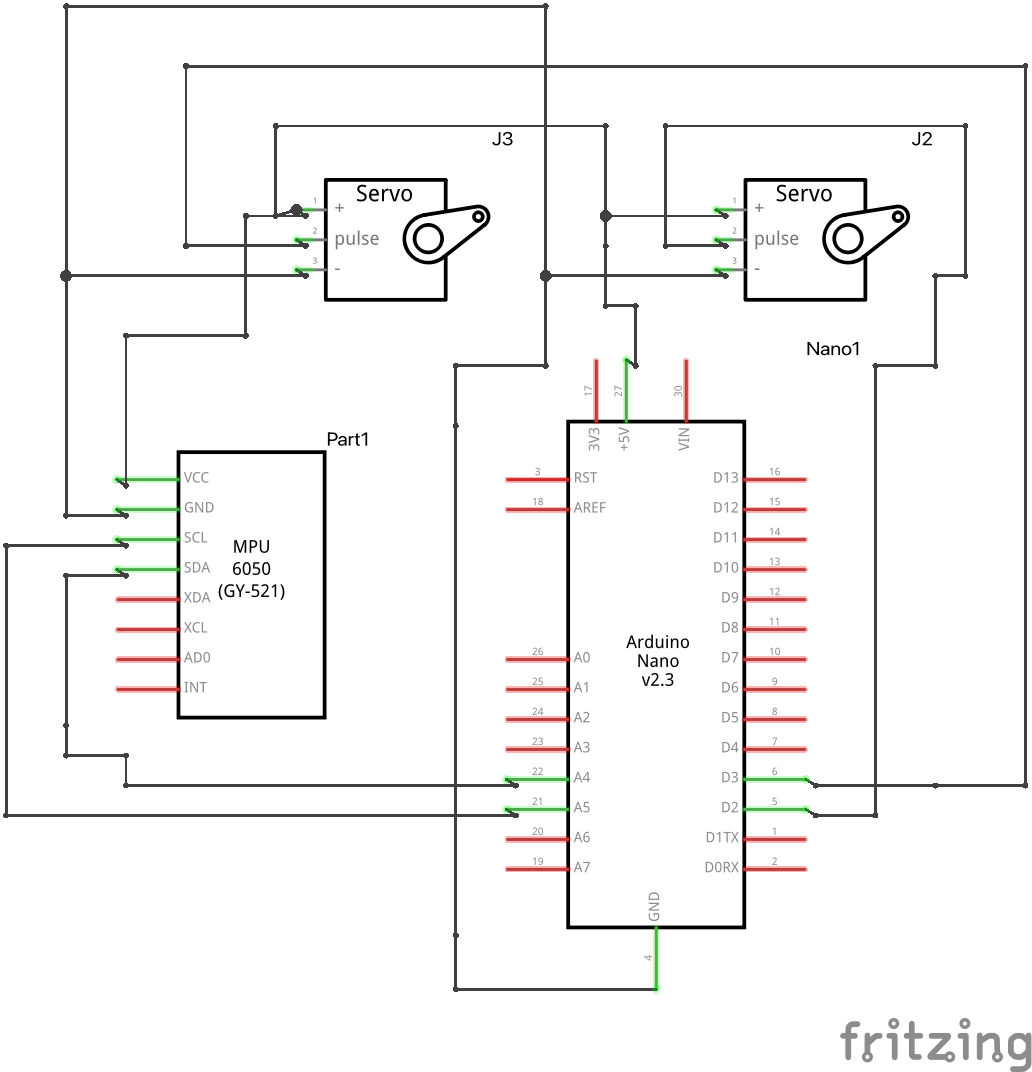 J3
J2
Servo
1
+
2
pulse
3
-
Servo
1
+
2
pulse
3
-
Nano1
Part1
VCC
GND
SCL
SDA
XDA
XCL
AD0
INT
MPU
6050
(GY-521)
17
3V3
27
+5V
30
VIN
3
RST
18
AREF
26
A0
25
A1
24
A2
23
A3
22
A4
21
A5
20
A6
19
A7
Arduino
Nano
v2.3
D13
16
D12
15
D11
14
D10
13
D9
12
D8
11
D7
10
D6
9
D5
8
D4
7
D3
6
D2
5
D1TX
1
D0RX
2
GND
4
fritzing